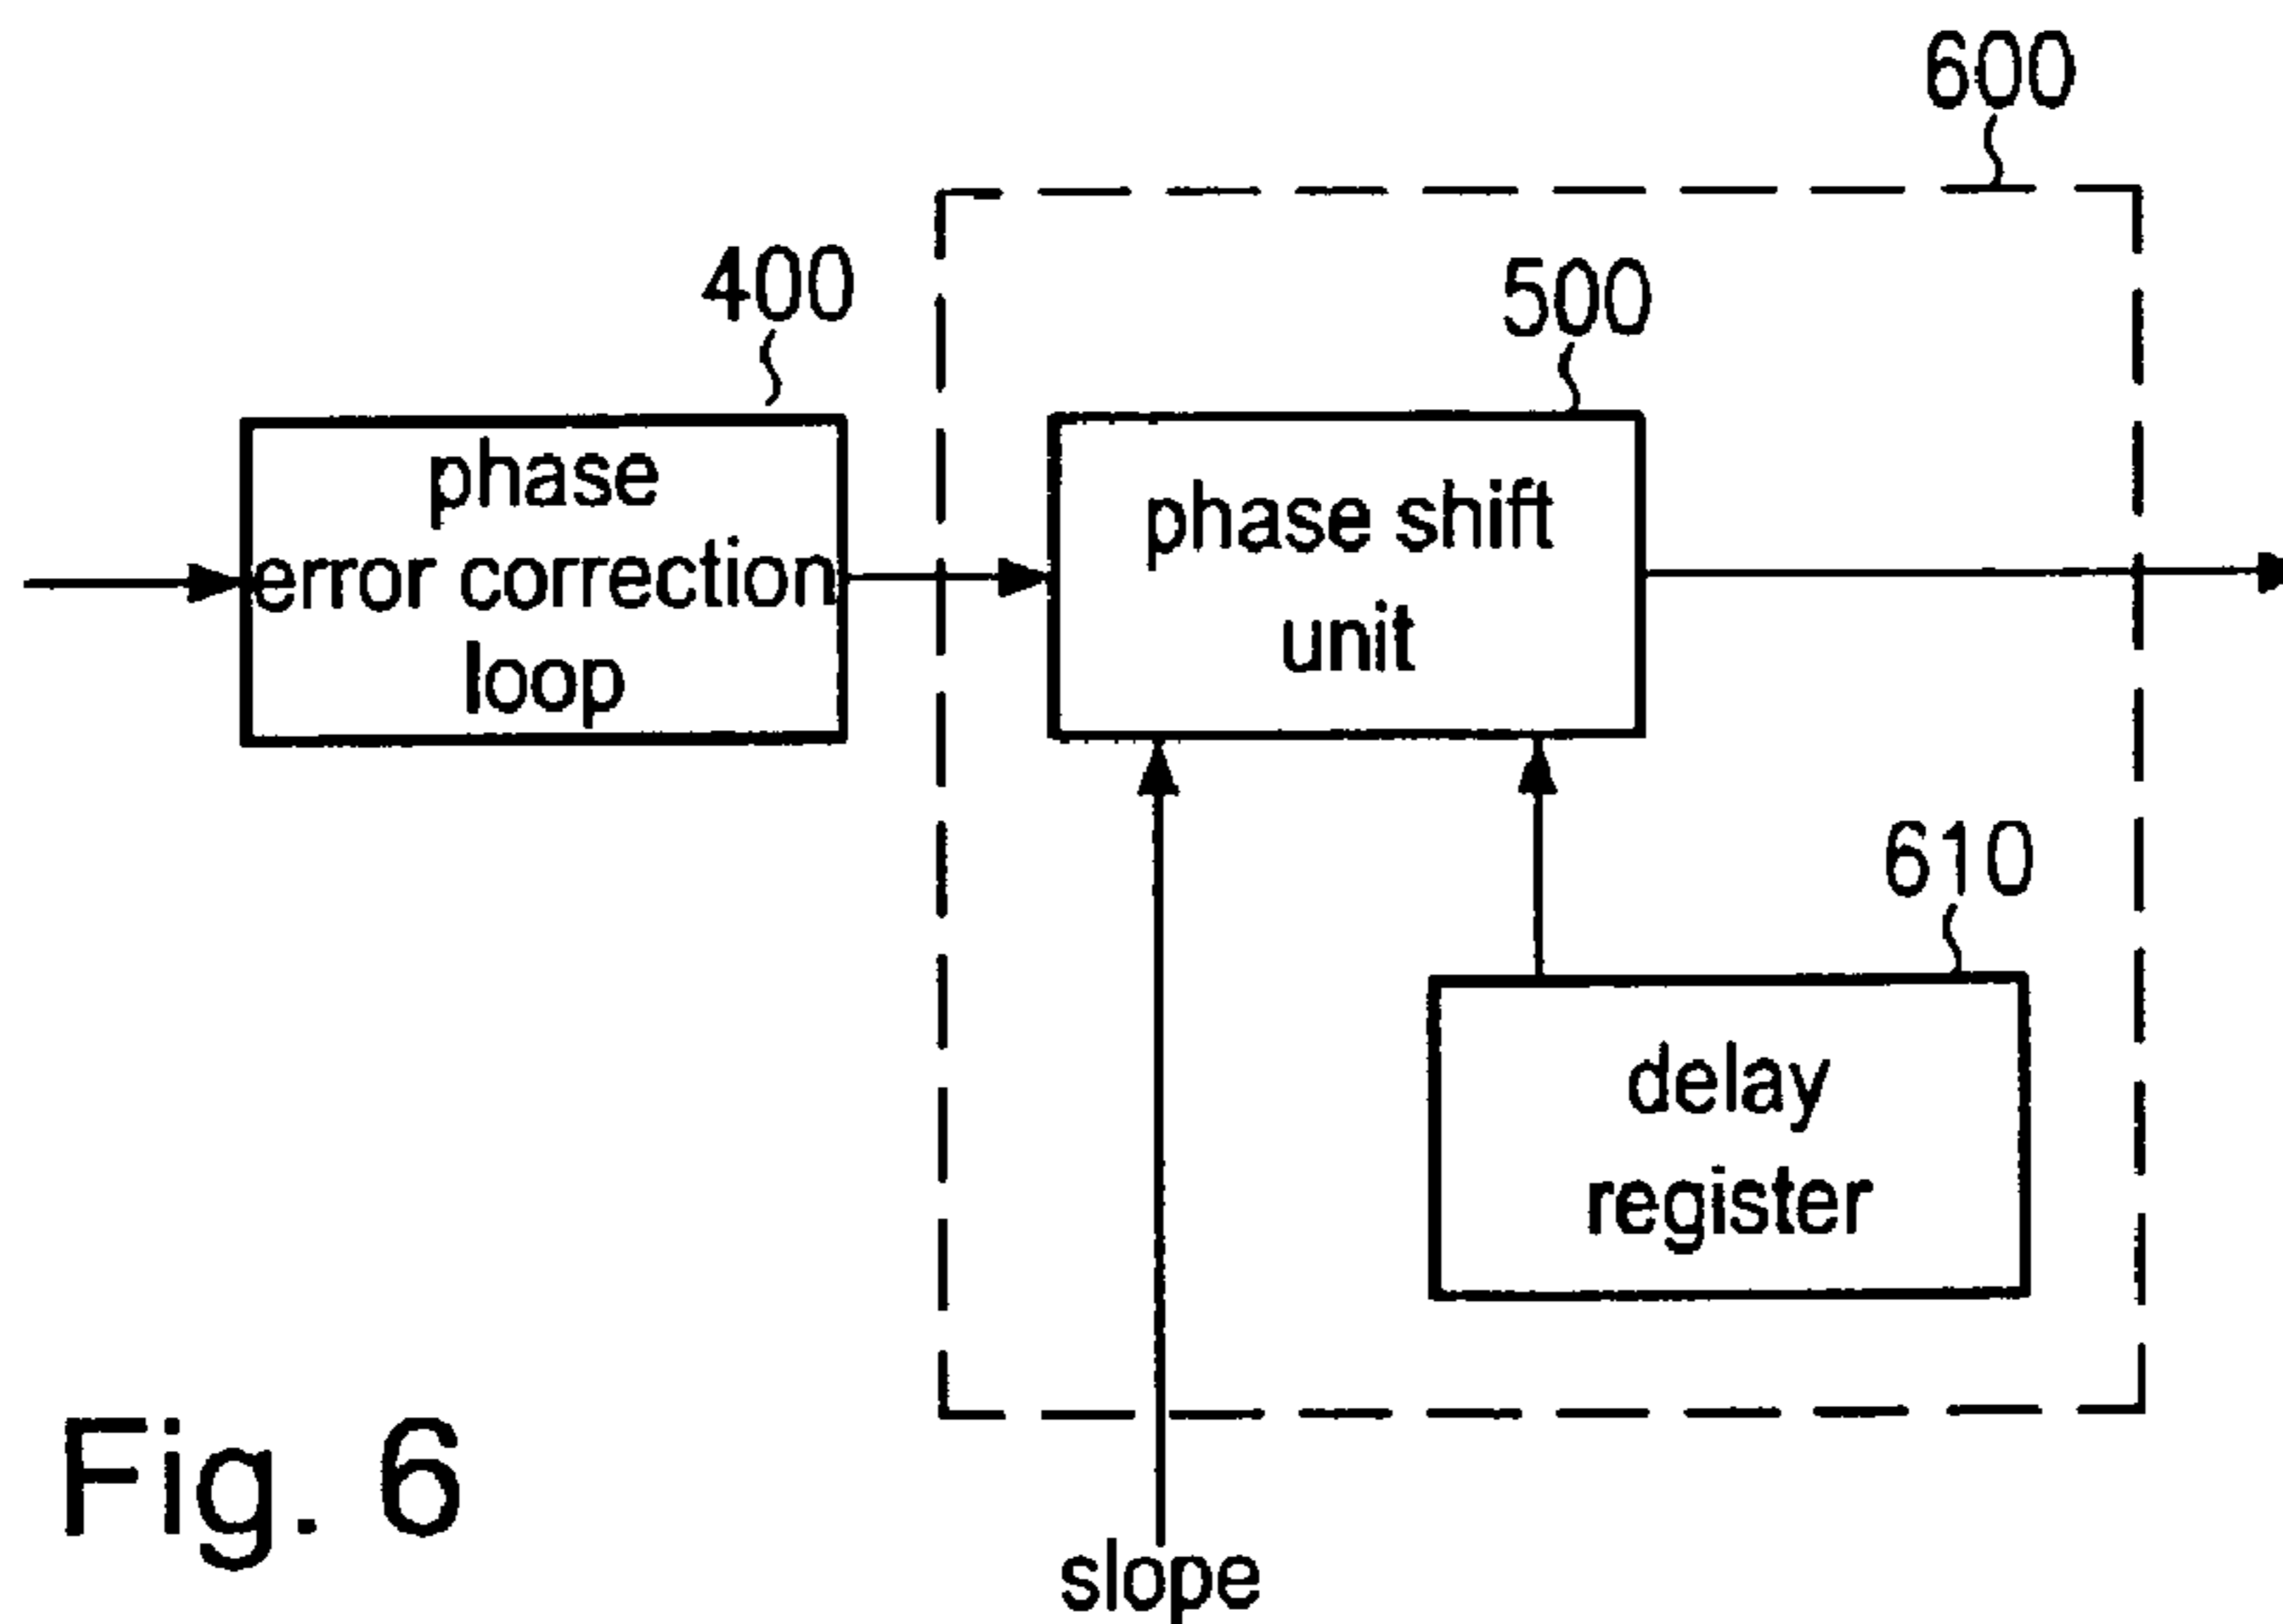 600
400
500
phase
error correction
loop
phase shift
unit
610
delay
register
Fig. 6
slope